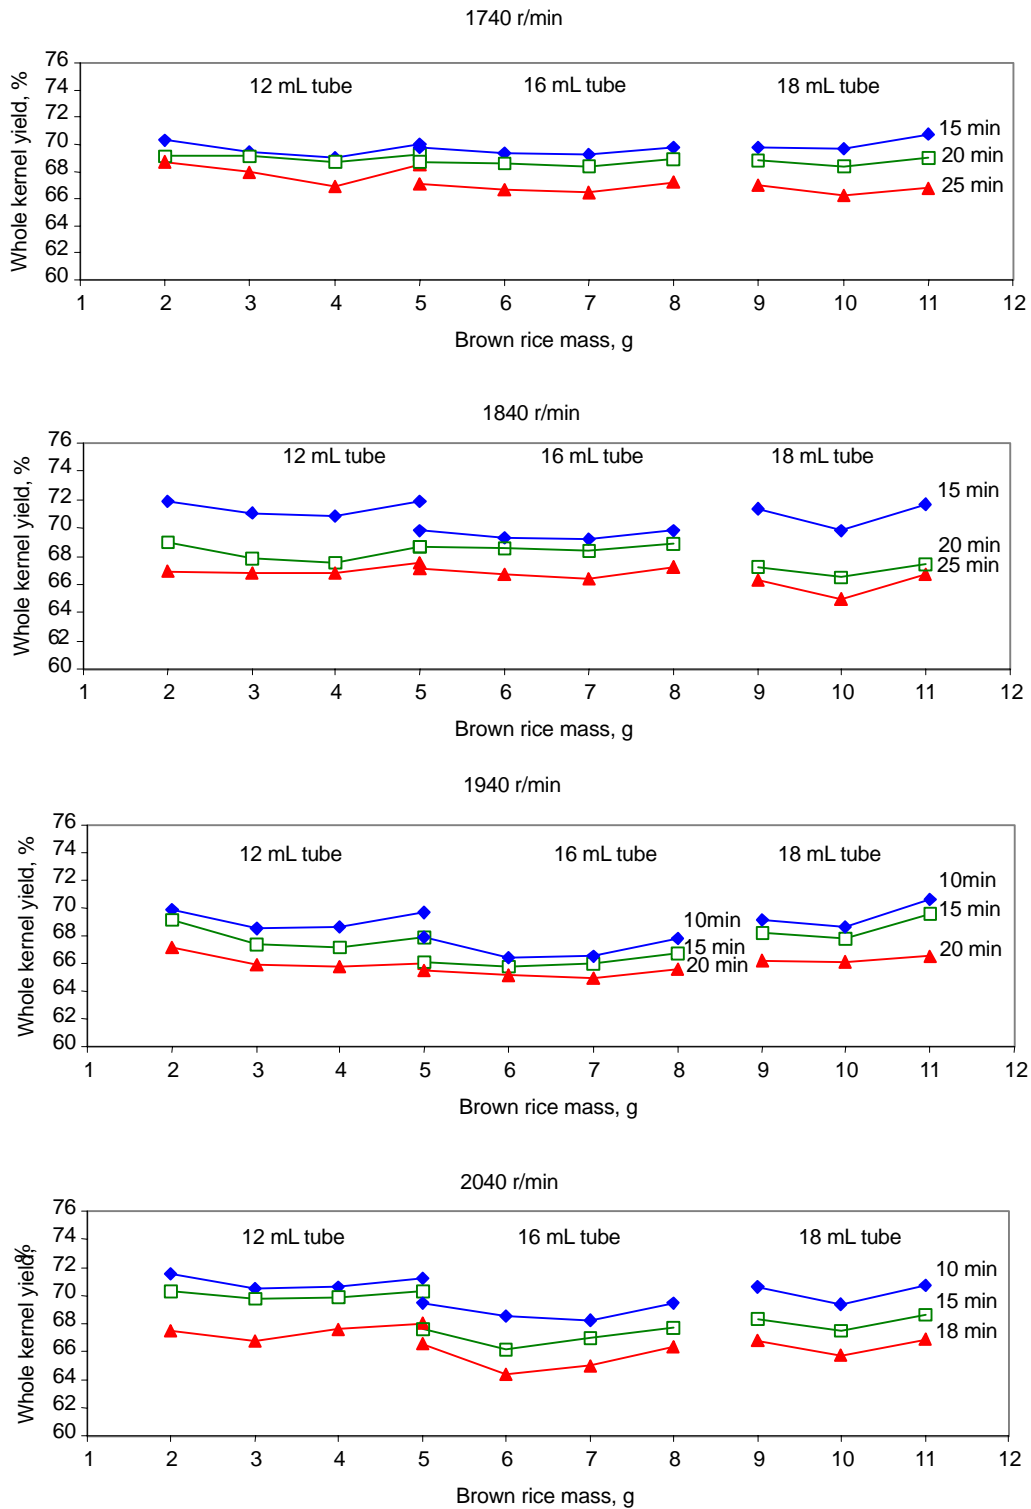 1740 r/min
Whole kernel yield, %
76
74
72
70
68
66
64
62
60
12 mL tube
16 mL tube
18 mL tube
15 min
20 min
25 min
1 2 3 4 5 6 7 8 9 10 11 12
Brown rice mass, g
1840 r/min
Whole kernel yield, %
76
74
72
70
68
66
64
62
60
12 mL tube
16 mL tube
18 mL tube
15 min
20 min
25 min
1 2 3 4 5 6 7 8 9 10 11 12
Brown rice mass, g
1940 r/min
Whole kernel yield, %
76
74
72
70
68
66
64
62
60
12 mL tube
16 mL tube
18 mL tube
10min
15 min
20 min
10min
15 min
20 min
1 2 3 4 5 6 7 8 9 10 11 12
Brown rice mass, g
2040 r/min
Whole kernel yield, %
76
74
72
70
68
66
64
62
60
12 mL tube
16 mL tube
18 mL tube
10 min
15 min
18 min
1 2 3 4 5 6 7 8 9 10 11 12
Brown rice mass, g